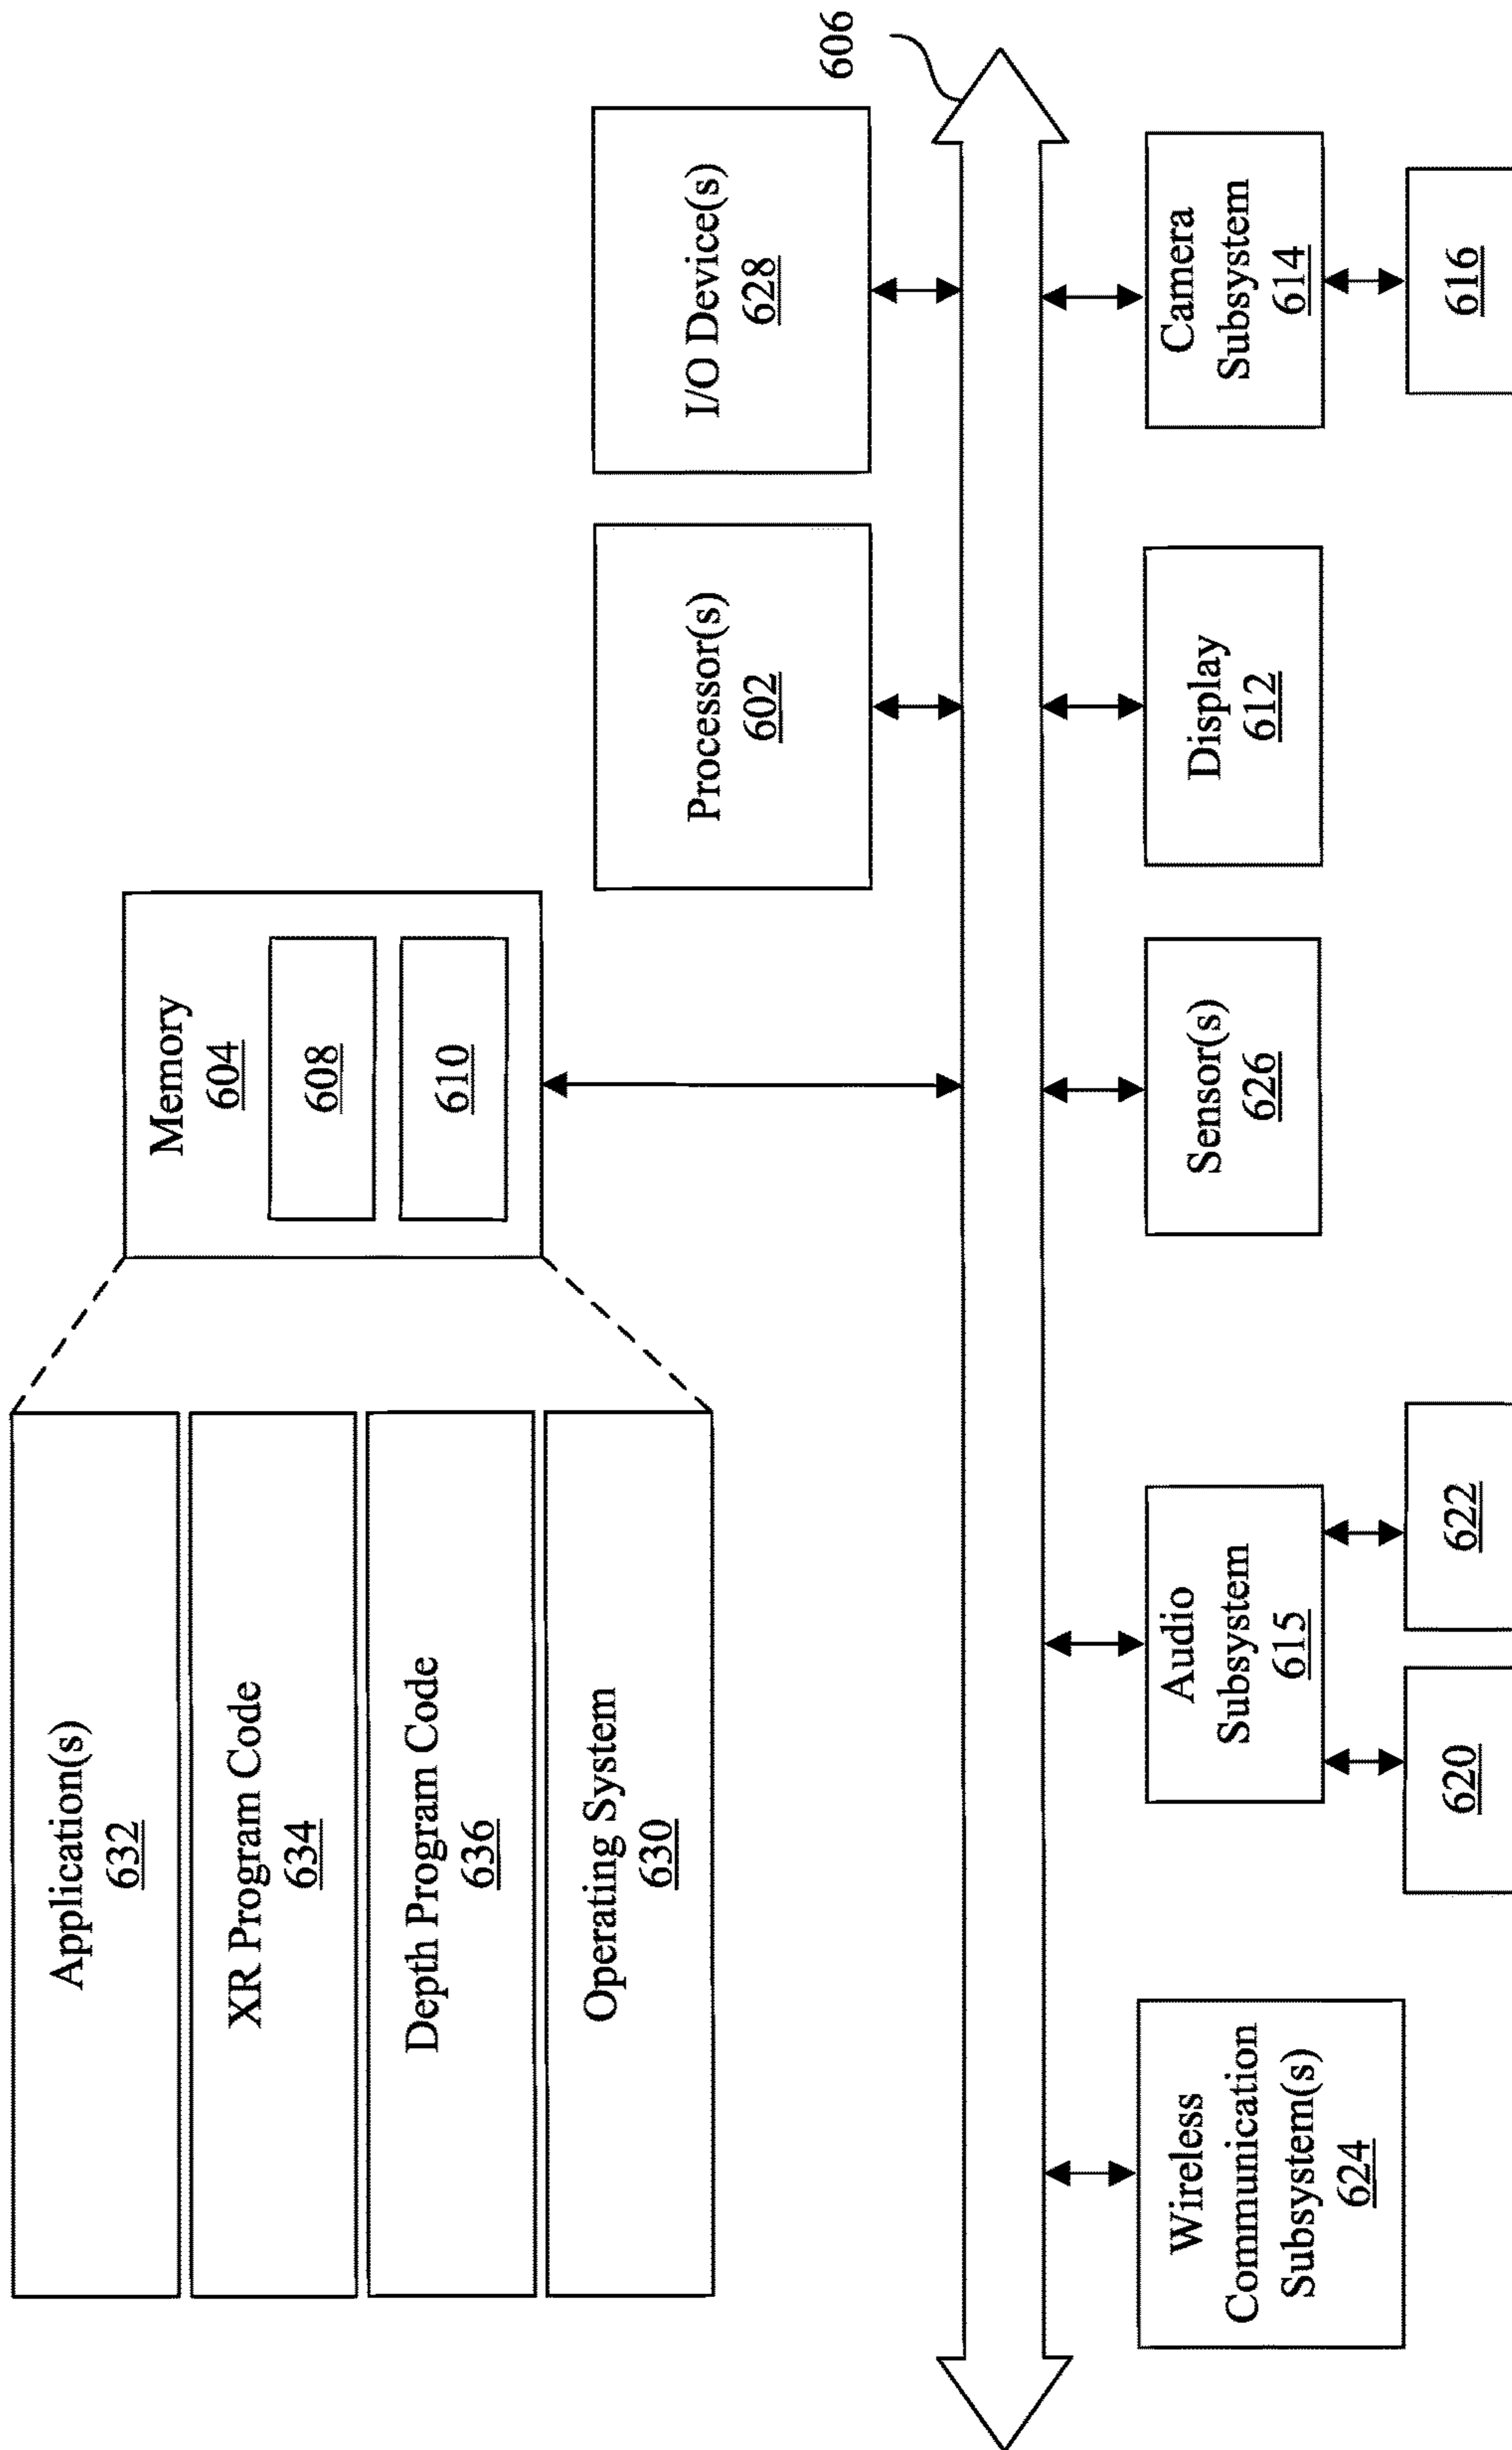 Application(s)
632
XR Program Code
634
Depth Program Code
636
Operating System
630
Memory
604
608
610
Processor(s)
602
I/O Device(s)
628
606
Wireless
Communication
Subsystem(s)
624
Audio
Subsystem
615
620
622
Sensor(s)
626
Display
612
Camera
Subsystem
614
616